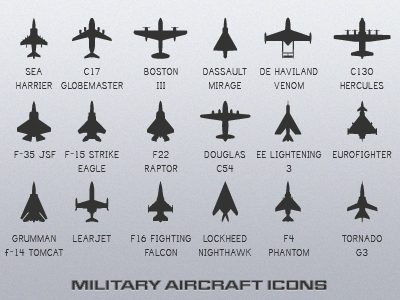 SEA HARRIER
C17 GLOBEMASTER
BOSTON III
DASSAULT MIRAGE
DE HAVILAND VENOM
C130 HERCULES
F-35 JSF
F-15 STRIKE EAGLE
F22 RAPTOR
DOUGLAS C54
EE LIGHTENING 3
EUROFIGHTER
GRUMMAN f-14 TOMCAT
LEARJET
F16 FIGHTING FALCON
LOCKHEED NIGHTHAWK
F4 PHANTOM
TORNADO G3
MILITARY AIRCRAFT ICONS